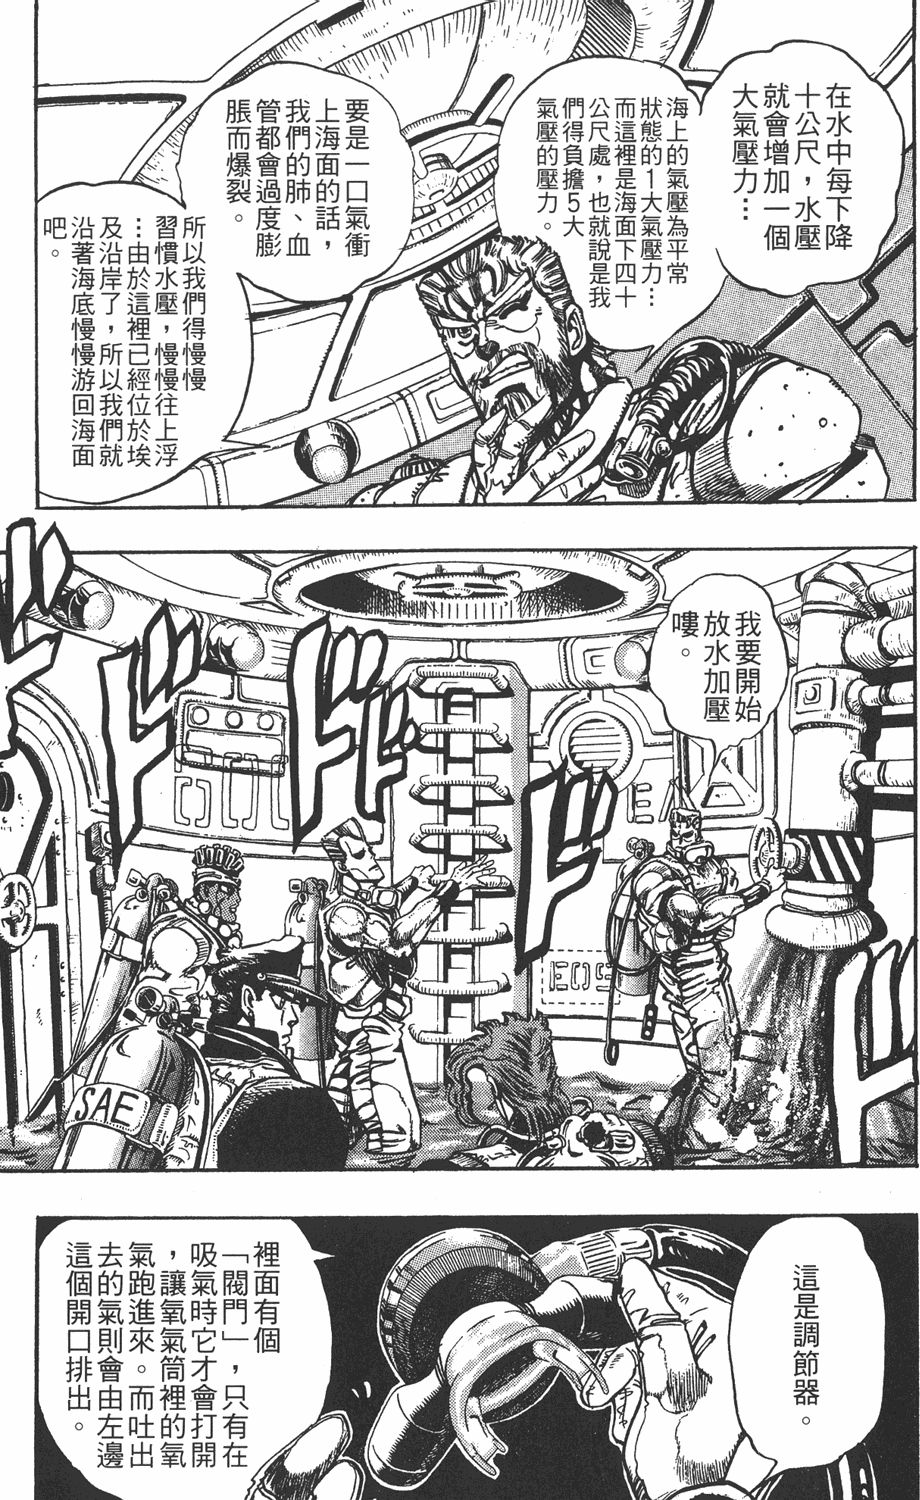 在水中每下降
十公尺，水壓
就會增加一個
大氣壓力…
海上的氣壓為平常
狀態的1大氣壓力…
而這裡是海面下四十
公尺處，也就說是我
們得負擔5大
氣壓的壓力。
要是一口氣衝
上海面的話，
我們的肺、血
管都會過度膨
脹而爆裂。
所以我們得慢慢
習慣水壓，慢慢往上浮
…由於這裡已經位於埃
及沿岸了，所以我們就
沿著海底慢慢游回海面
吧。
我要開始
放水加壓
嘍。
ド
ド
ド
ド
ド
ド
EOS
SAE
這是調節器。
裡面有個
「閥門」，只有在
吸氣時它才會打開
，讓氧氣筒裡的氧
氣跑進來。而吐出
去的氣則會由左邊
這個開口排出。